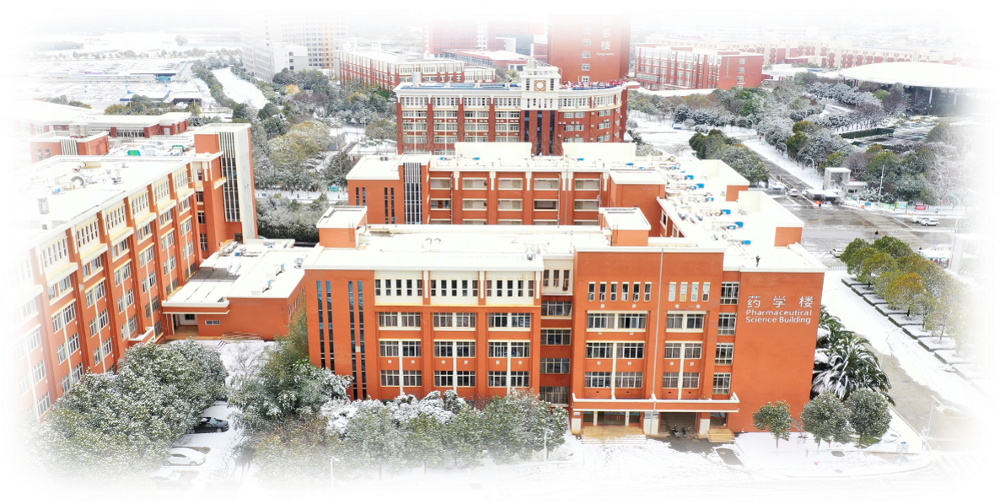 药学楼
Pharmaceutical
Science Building